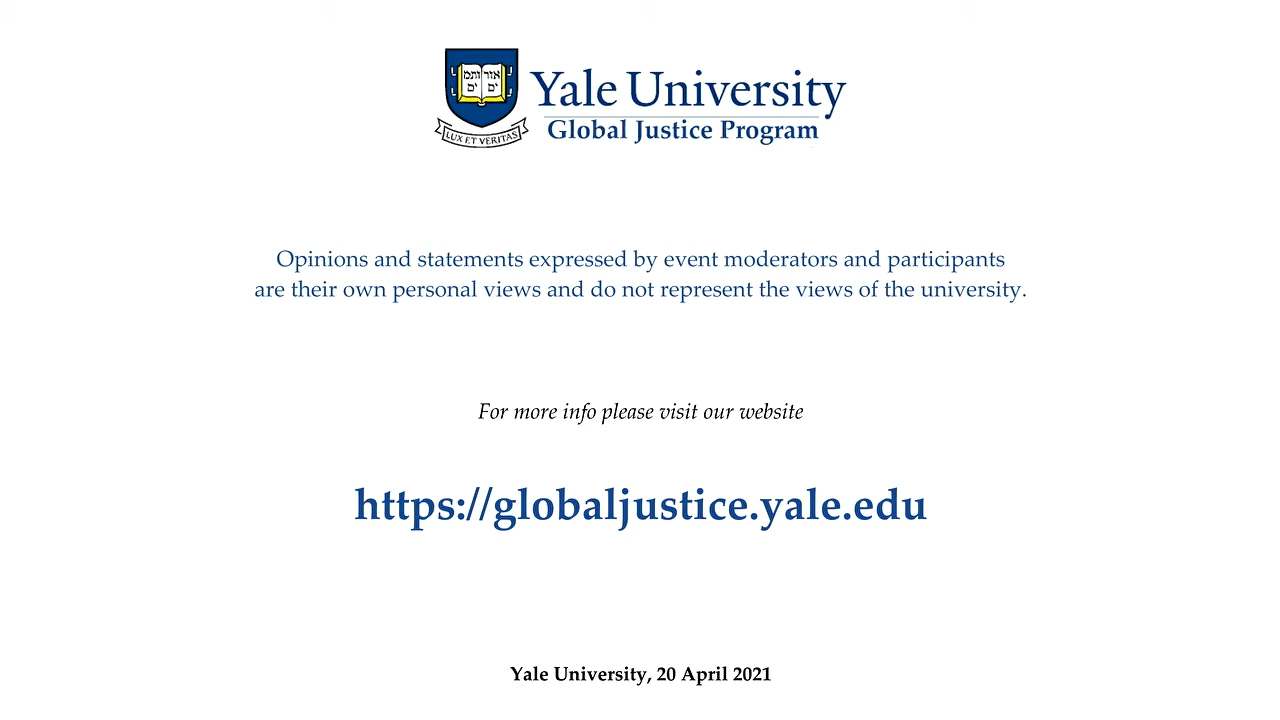 אורים
ותמים
LUX ET VERITAS
Yale University
Global Justice Program
Opinions and statements expressed by event moderators and participants
are their own personal views and do not represent the views of the university.
For more info please visit our website
https://globaljustice.yale.edu
Yale University, 20 April 2021